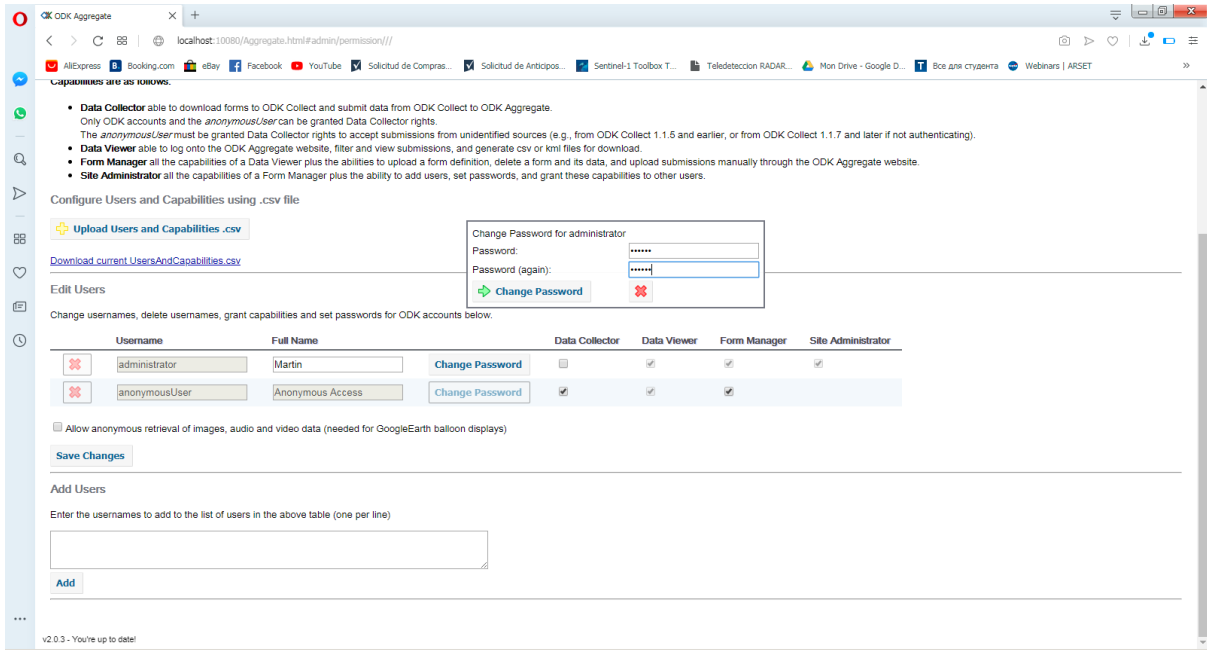 ODK Aggregate
localhost:10080/Aggregate.html#admin/permission///
AliExpress Booking.com eBay Facebook YouTube Solicitud de Compras... Solicitud de Anticipos... Sentinel-1 Toolbox T... Teledeteccion RADAR... Mon Drive - Google D... Все для студента Webinars | ARSET
Capabilities are as follows:
• Data Collector able to download forms to ODK Collect and submit data from ODK Collect to ODK Aggregate.
Only ODK accounts and the anonymousUser can be granted Data Collector rights.
The anonymousUser must be granted Data Collector rights to accept submissions from unidentified sources (e.g., from ODK Collect 1.1.5 and earlier, or from ODK Collect 1.1.7 and later if not authenticating).
• Data Viewer able to log onto the ODK Aggregate website, filter and view submissions, and generate csv or kml files for download.
• Form Manager all the capabilities of a Data Viewer plus the abilities to upload a form definition, delete a form and its data, and upload submissions manually through the ODK Aggregate website.
• Site Administrator all the capabilities of a Form Manager plus the ability to add users, set passwords, and grant these capabilities to other users.
Configure Users and Capabilities using .csv file
Upload Users and Capabilities .csv
Download current UsersAndCapabilities.csv
Change Password for administrator
Password: ••••••
Password (again): ••••••
Change Password
Edit Users
Change usernames, delete usernames, grant capabilities and set passwords for ODK accounts below.
Username Full Name Data Collector Data Viewer Form Manager Site Administrator
administrator Martin Change Password
anonymousUser Anonymous Access Change Password
Allow anonymous retrieval of images, audio and video data (needed for GoogleEarth balloon displays)
Save Changes
Add Users
Enter the usernames to add to the list of users in the above table (one per line)
Add
v2.0.3 - You're up to date!